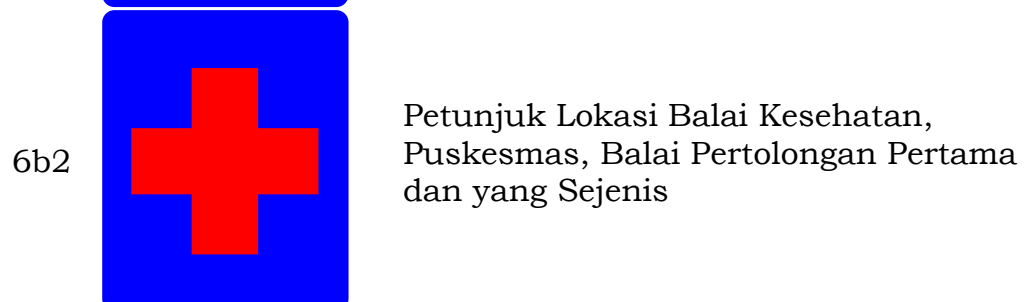 6b2
Petunjuk Lokasi Balai Kesehatan,
Puskesmas, Balai Pertolongan Pertama
dan yang Sejenis